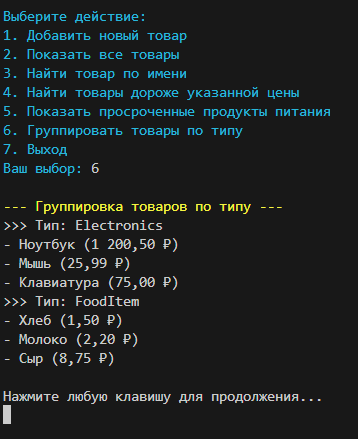 Выберите действие:
1. Добавить новый товар
2. Показать все товары
3. Найти товар по имени
4. Найти товары дороже указанной цены
5. Показать просроченные продукты питания
6. Группировать товары по типу
7. Выход
Ваш выбор: 6
--- Группировка товаров по типу ---
>>> Тип: Electronics
- Ноутбук (1 200,50 ₽)
- Мышь (25,99 ₽)
- Клавиатура (75,00 ₽)
>>> Тип: FoodItem
- Хлеб (1,50 ₽)
- Молоко (2,20 ₽)
- Сыр (8,75 ₽)
Нажмите любую клавишу для продолжения...